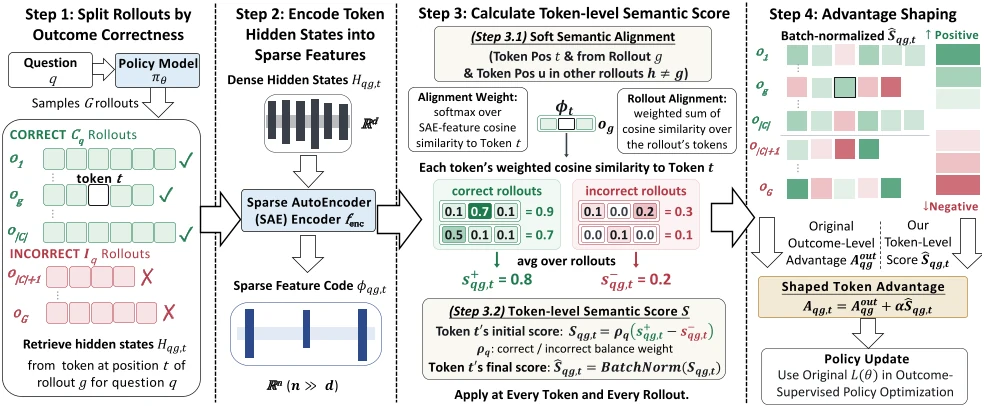 Step 1: Split Rollouts by
Outcome Correctness
Question
q
Policy Model
π_θ
Samples G rollouts
CORRECT C_q Rollouts
o_1
token t
o_g
o_|C|
INCORRECT I_q Rollouts
o_|C|+1
o_G
Retrieve hidden states H_qg,t
from token at position t of
rollout g for question q
Step 2: Encode Token
Hidden States into
Sparse Features
Dense Hidden States H_qg,t
ℝ^d
Sparse AutoEncoder
(SAE) Encoder f_enc
Sparse Feature Code ϕ_qg,t
ℝ^n (n ≫ d)
Step 3: Calculate Token-level Semantic Score
(Step 3.1) Soft Semantic Alignment
(Token Pos t & from Rollout g
& Token Pos u in other rollouts h ≠ g)
Alignment Weight:
softmax over
SAE-feature cosine
similarity to Token t
ϕ_t
o_g
Rollout Alignment:
weighted sum of
cosine similarity over
the rollout's tokens
Each token's weighted cosine similarity to Token t
correct rollouts
0.1 0.7 0.1 = 0.9
0.5 0.1 0.1 = 0.7
incorrect rollouts
0.1 0.0 0.2 = 0.3
0.0 0.1 0.0 = 0.1
avg over rollouts
s⁺_qg,t = 0.8
s⁻_qg,t = 0.2
(Step 3.2) Token-level Semantic Score S
Token t's initial score: S_qg,t = ρ_q(s⁺_qg,t − s⁻_qg,t)
ρ_q: correct / incorrect balance weight
Token t's final score: Ŝ_qg,t = BatchNorm(S_qg,t)
Apply at Every Token and Every Rollout.
Step 4: Advantage Shaping
Batch-normalized Ŝ_qg,t
↑ Positive
o_1
o_g
o_|C|
o_|C|+1
o_G
↓Negative
Original
Outcome-Level
Advantage A^out_qg
Our
Token-Level
Score Ŝ_qg,t
Shaped Token Advantage
A_qg,t = A^out_qg + αŜ_qg,t
Policy Update
Use Original L(θ) in Outcome-
Supervised Policy Optimization